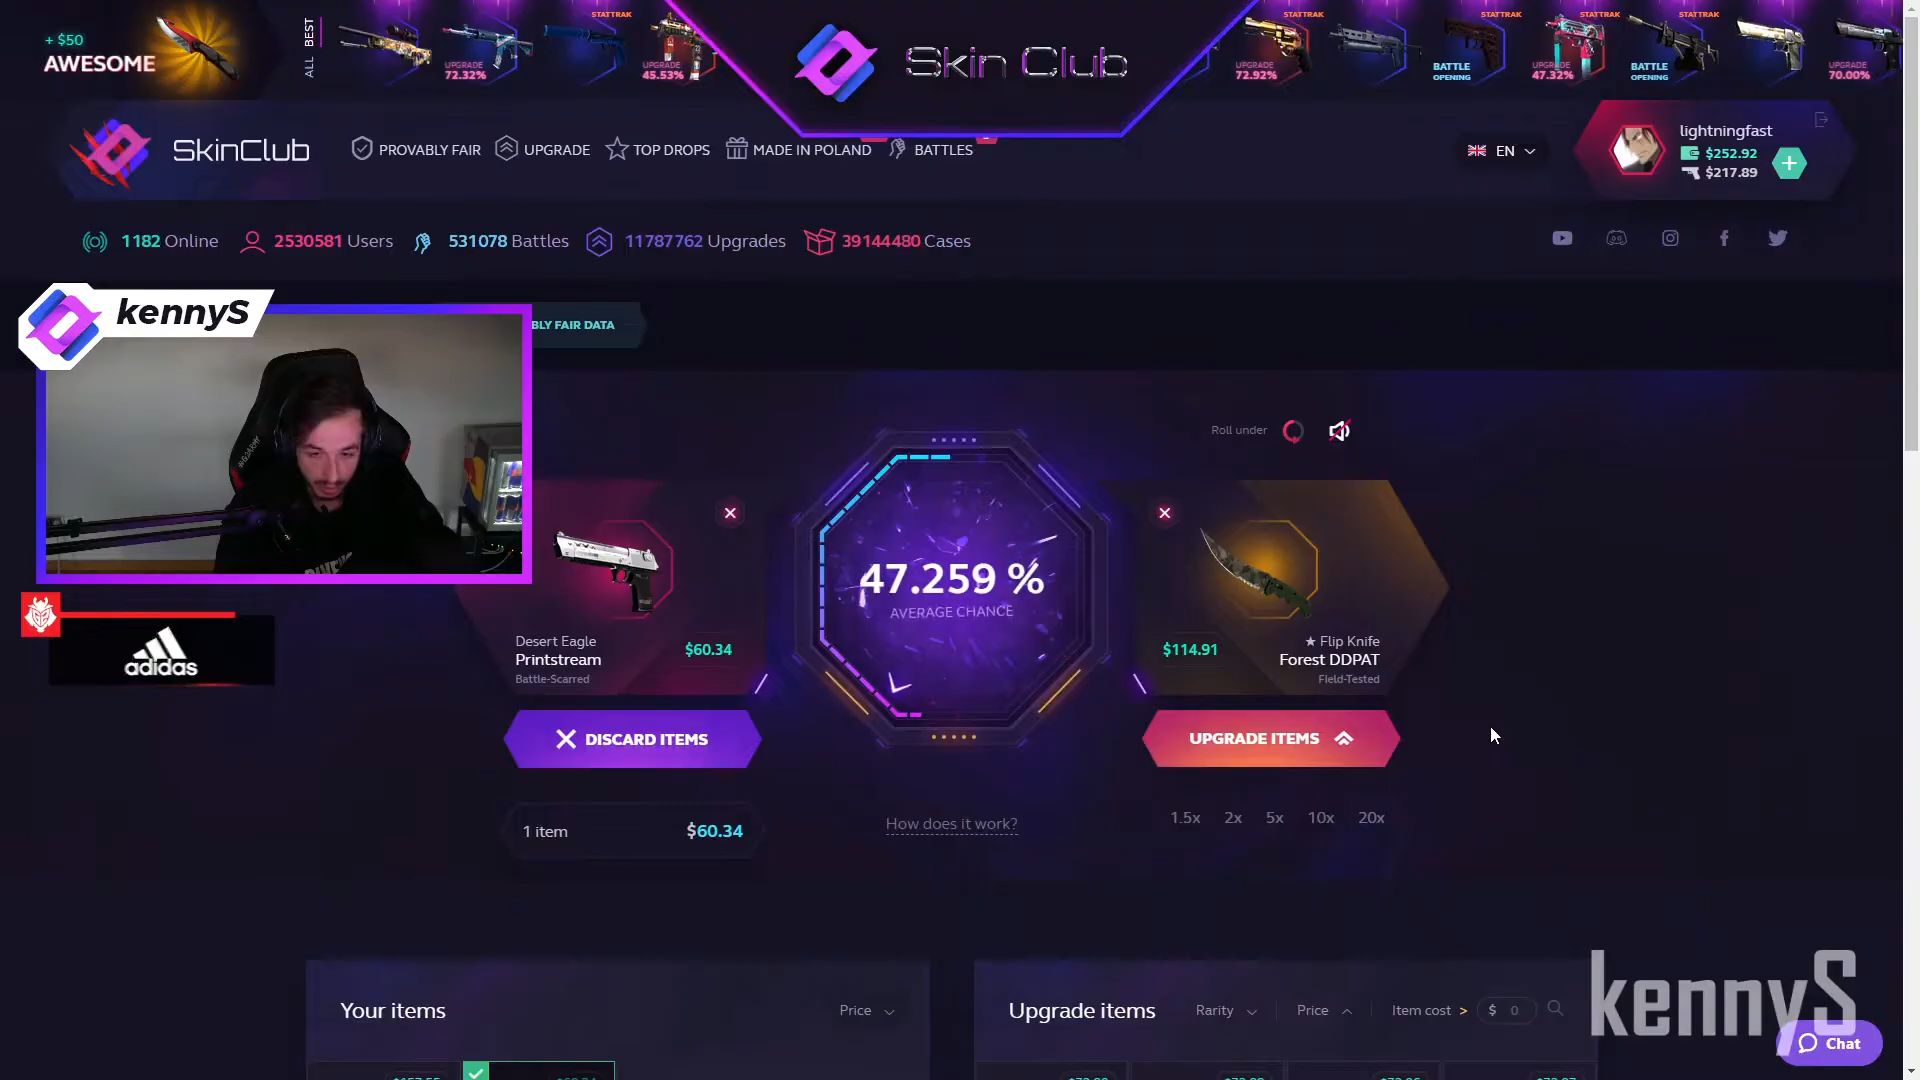 + $50
AWESOME
ALL BEST
UPGRADE
72.32%
STATTRAK
UPGRADE
45.53%
Skin Club
STATTRAK
UPGRADE
72.92%
STATTRAK
BATTLE
OPENING
STATTRAK
UPGRADE
47.32%
STATTRAK
BATTLE
OPENING
UPGRADE
70.00%
SkinClub
PROVABLY FAIR
UPGRADE
TOP DROPS
MADE IN POLAND
BATTLES
EN
lightningfast
$252.92
$217.89
1182 Online
2530581 Users
531078 Battles
11787762 Upgrades
39144480 Cases
kennyS
BLY FAIR DATA
Roll under
47.259 %
AVERAGE CHANCE
adidas
Desert Eagle
Printstream
Battle-Scarred
$60.34
$114.91
★ Flip Knife
Forest DDPAT
Field-Tested
DISCARD ITEMS
UPGRADE ITEMS
1 item
$60.34
How does it work?
1.5x 2x 5x 10x 20x
Your items
Price
Upgrade items
Rarity
Price
Item cost > $ 0
kennyS
Chat